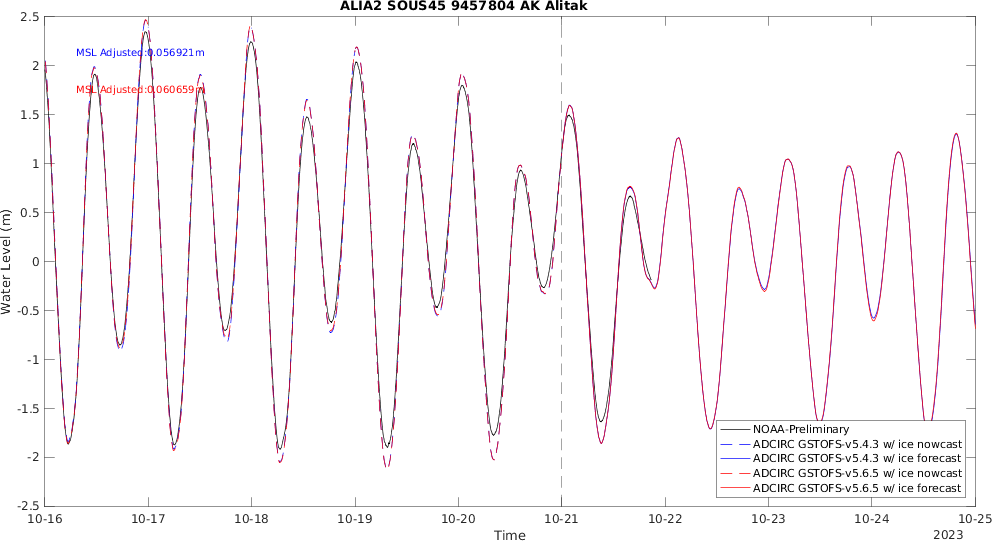 ALIA2 SOUS45 9457804 AK Alitak
MSL Adjusted:0.056921m
MSL Adjusted:0.060659m
Water Level (m)
2.5
2
1.5
1
0.5
0
-0.5
-1
-1.5
-2
-2.5
10-16 10-17 10-18 10-19 10-20 10-21 10-22 10-23 10-24 10-25
Time
2023
NOAA-Preliminary
ADCIRC GSTOFS-v5.4.3 w/ ice nowcast
ADCIRC GSTOFS-v5.4.3 w/ ice forecast
ADCIRC GSTOFS-v5.6.5 w/ ice nowcast
ADCIRC GSTOFS-v5.6.5 w/ ice forecast